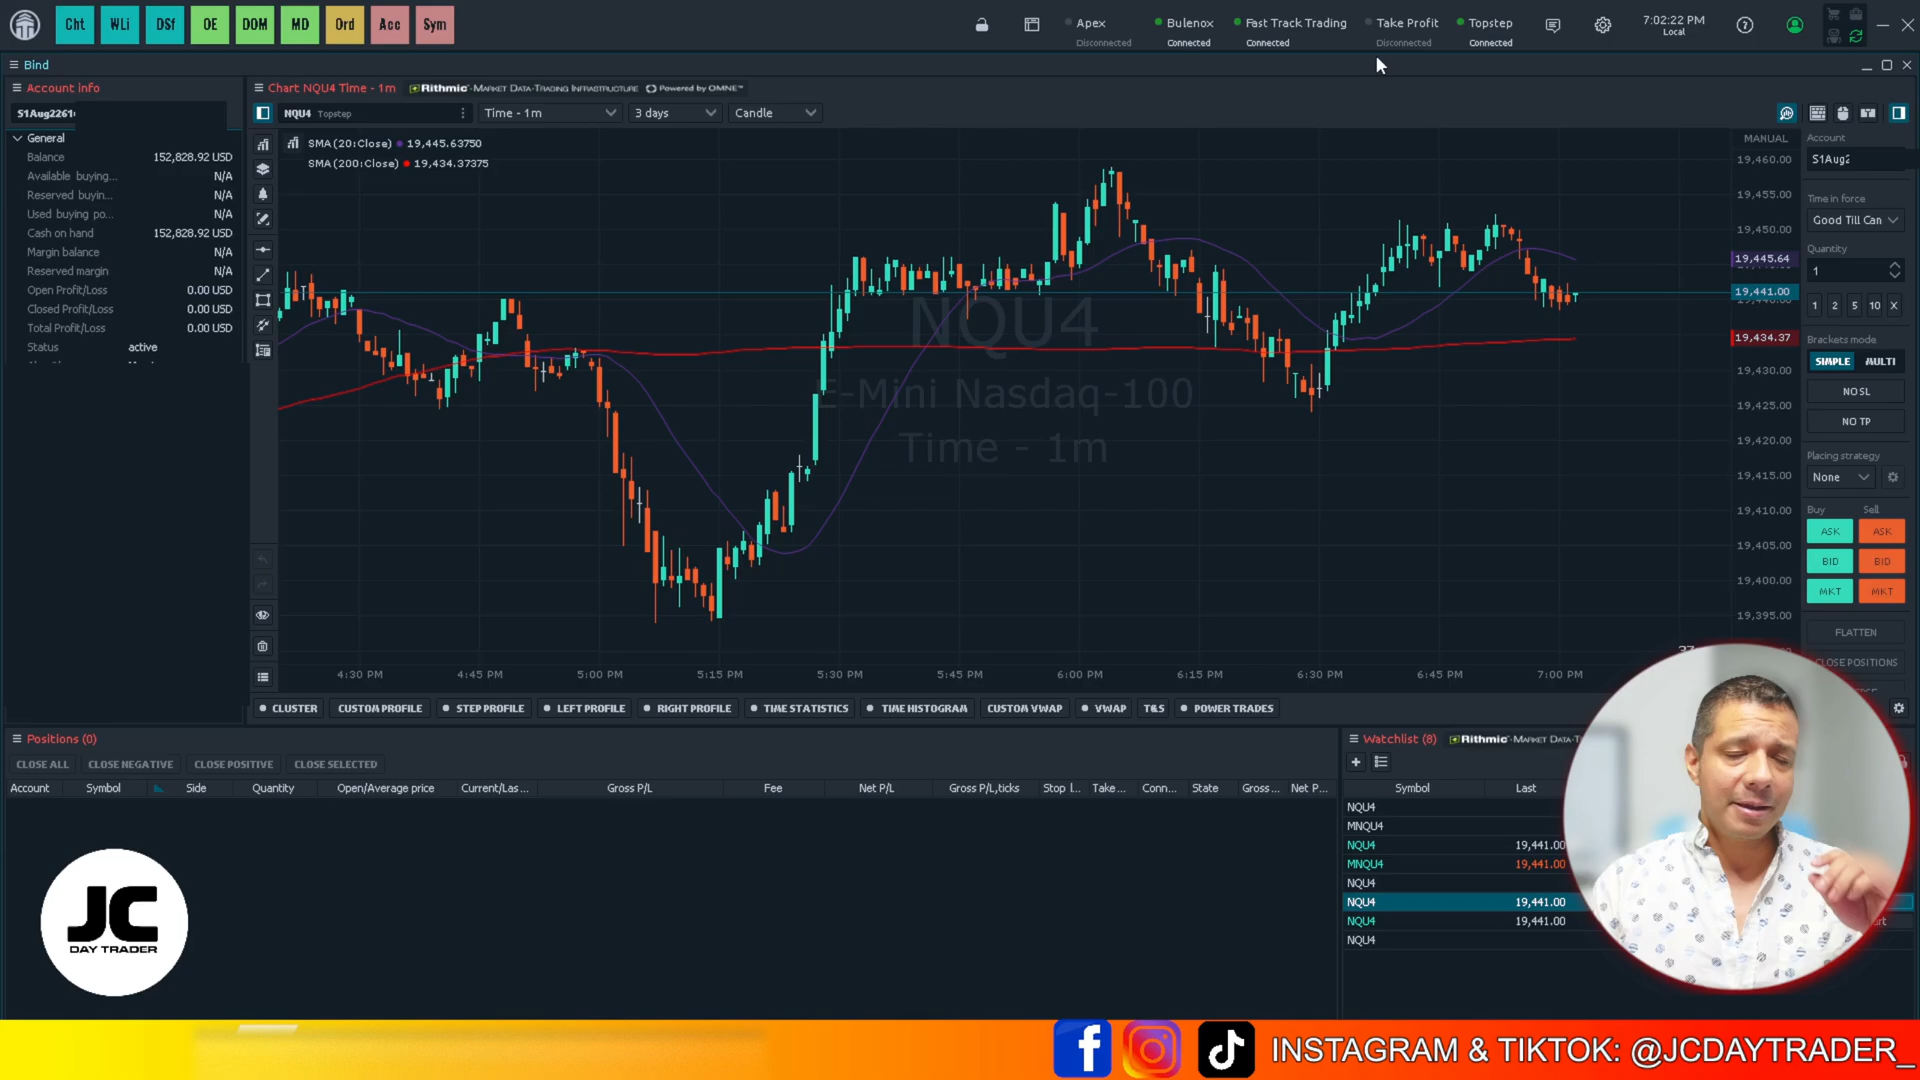 Cht WLi DSf OE DOM MD Ord Acc Sym
Apex Disconnected
Bulenox Connected
Fast Track Trading Connected
Take Profit Disconnected
Topstep Connected
7:02:22 PM
Local
Bind
Account info
S1Aug2261
General
Balance 152,828.92 USD
Available buying... N/A
Reserved buyin... N/A
Used buying po... N/A
Cash on hand 152,828.92 USD
Margin balance N/A
Reserved margin N/A
Open Profit/Loss 0.00 USD
Closed Profit/Loss 0.00 USD
Total Profit/Loss 0.00 USD
Status active
Chart NQU4 Time - 1m Rithmic - Market Data-Trading Infrastructure Powered by OMNE™
NQU4 Topstep Time - 1m 3 days Candle
SMA (20:Close) 19,445.63750
SMA (200:Close) 19,434.37375
NQU4
E-Mini Nasdaq-100
Time - 1m
MANUAL
19,460.00
19,455.00
19,450.00
19,445.64
19,441.00
19,434.37
19,430.00
19,425.00
19,420.00
19,415.00
19,410.00
19,405.00
19,400.00
19,395.00
4:30 PM 4:45 PM 5:00 PM 5:15 PM 5:30 PM 5:45 PM 6:00 PM 6:15 PM 6:30 PM 6:45 PM 7:00 PM
CLUSTER CUSTOM PROFILE STEP PROFILE LEFT PROFILE RIGHT PROFILE TIME STATISTICS TIME HISTOGRAM CUSTOM VWAP VWAP T&S POWER TRADES
Account
S1Aug2
Time in force
Good Till Can
Quantity
1
1 2 5 10 X
Brackets mode
SIMPLE MULTI
NO SL
NO TP
Placing strategy
None
Buy Sell
ASK ASK
BID BID
MKT MKT
FLATTEN
CLOSE POSITIONS
Positions (0)
CLOSE ALL CLOSE NEGATIVE CLOSE POSITIVE CLOSE SELECTED
Account Symbol Side Quantity Open/Average price Current/Las... Gross P/L Fee Net P/L Gross P/L,ticks Stop l... Take... Conn... State Gross... Net P...
Watchlist (8) Rithmic - Market Data-T
Symbol Last
NQU4
MNQU4
NQU4 19,441.00
MNQU4 19,441.00
NQU4
NQU4 19,441.00
NQU4 19,441.00
NQU4
JC
DAY TRADER
INSTAGRAM & TIKTOK: @JCDAYTRADER_